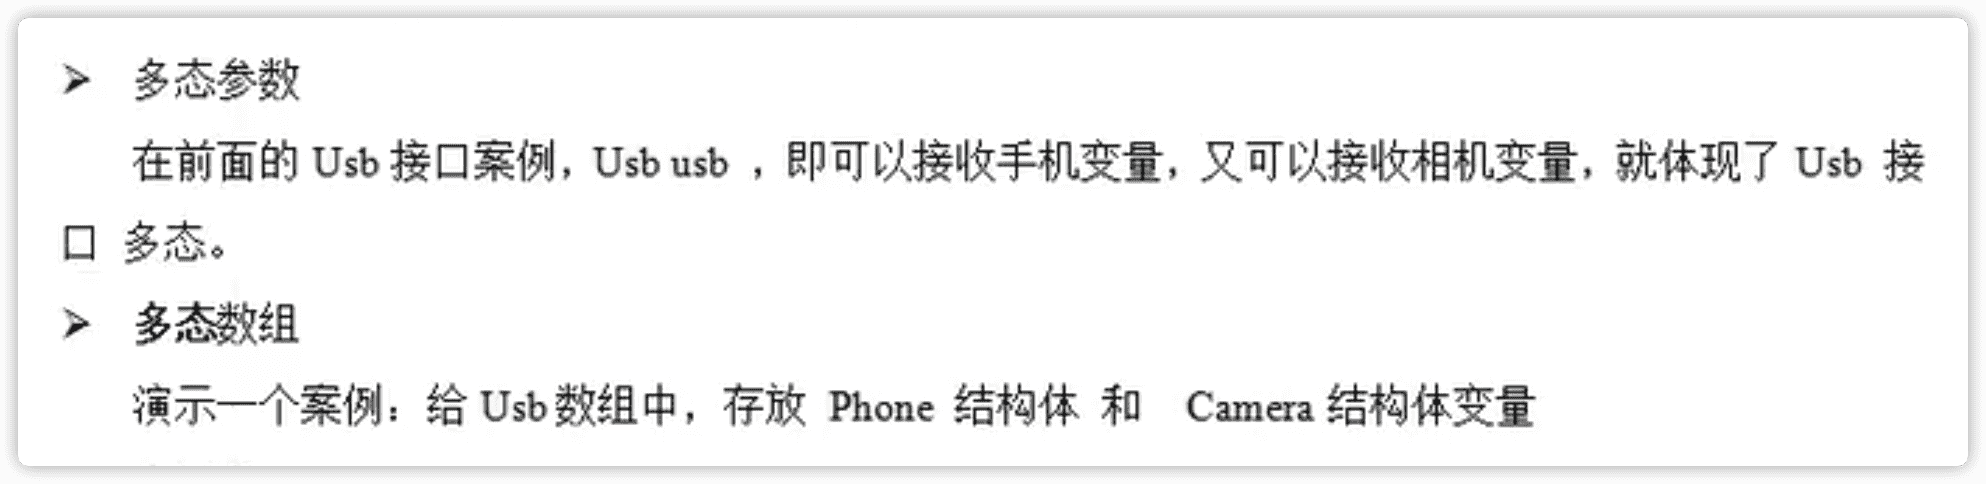 ➢ 多态参数
在前面的 Usb 接口案例，Usb usb ，即可以接收手机变量，又可以接收相机变量，就体现了 Usb 接
口 多态。
➢ 多态数组
演示一个案例：给 Usb 数组中，存放 Phone 结构体 和 Camera 结构体变量